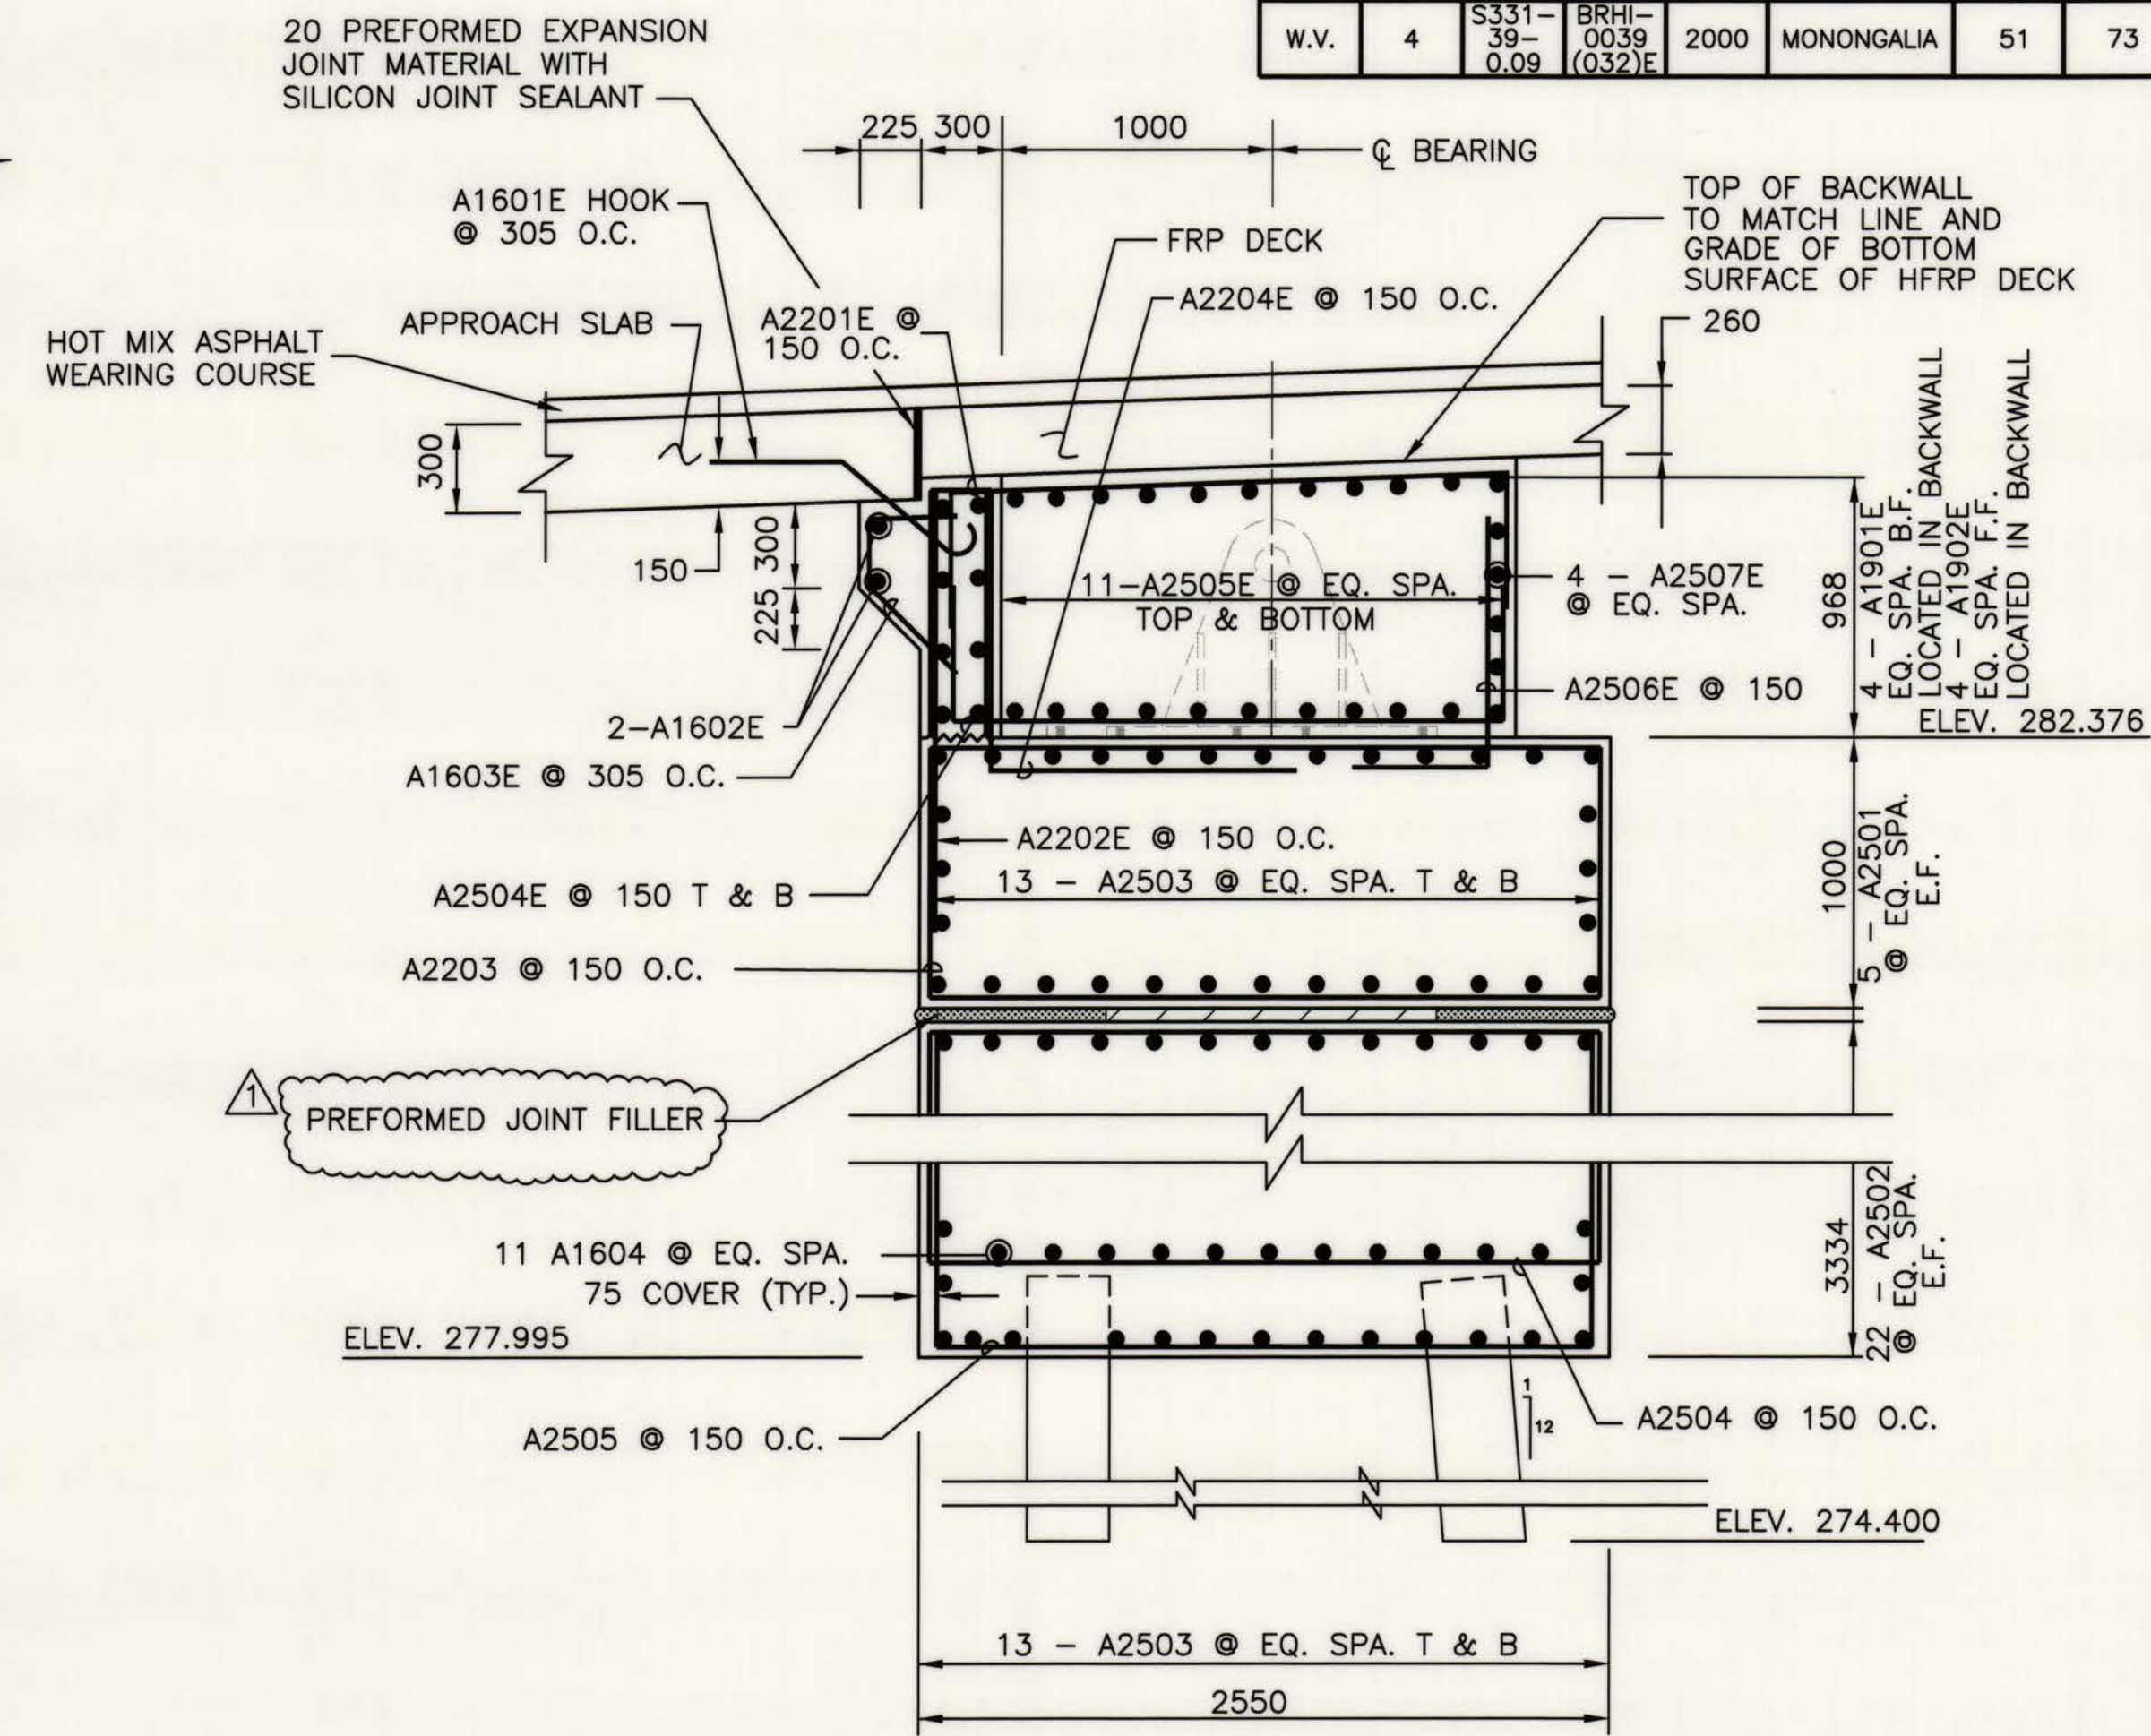 W.V.
4
S331-
39-
0.09
BRHI-
0039
(032)E
2000
MONONGALIA
51
73
20 PREFORMED EXPANSION
JOINT MATERIAL WITH
SILICON JOINT SEALANT
225
300
1000
℄ BEARING
A1601E HOOK
@ 305 O.C.
FRP DECK
TOP OF BACKWALL
TO MATCH LINE AND
GRADE OF BOTTOM
SURFACE OF HFRP DECK
A2204E @ 150 O.C.
APPROACH SLAB
A2201E @
150 O.C.
260
HOT MIX ASPHALT
WEARING COURSE
300
150
300
225
11-A2505E @ EQ. SPA.
TOP & BOTTOM
4 - A2507E
@ EQ. SPA.
968
4 - A1901E
EQ. SPA. B.F.
LOCATED IN BACKWALL
4 - A1902E
EQ. SPA. F.F.
LOCATED IN BACKWALL
A2506E @ 150
ELEV. 282.376
2-A1602E
A1603E @ 305 O.C.
A2202E @ 150 O.C.
13 - A2503 @ EQ. SPA. T & B
A2504E @ 150 T & B
1000
5 - A2501
@ EQ. SPA.
E.F.
A2203 @ 150 O.C.
1
PREFORMED JOINT FILLER
11 A1604 @ EQ. SPA.
75 COVER (TYP.)
3334
22 - A2502
@ EQ. SPA.
E.F.
ELEV. 277.995
1
12
A2505 @ 150 O.C.
A2504 @ 150 O.C.
ELEV. 274.400
13 - A2503 @ EQ. SPA. T & B
2550